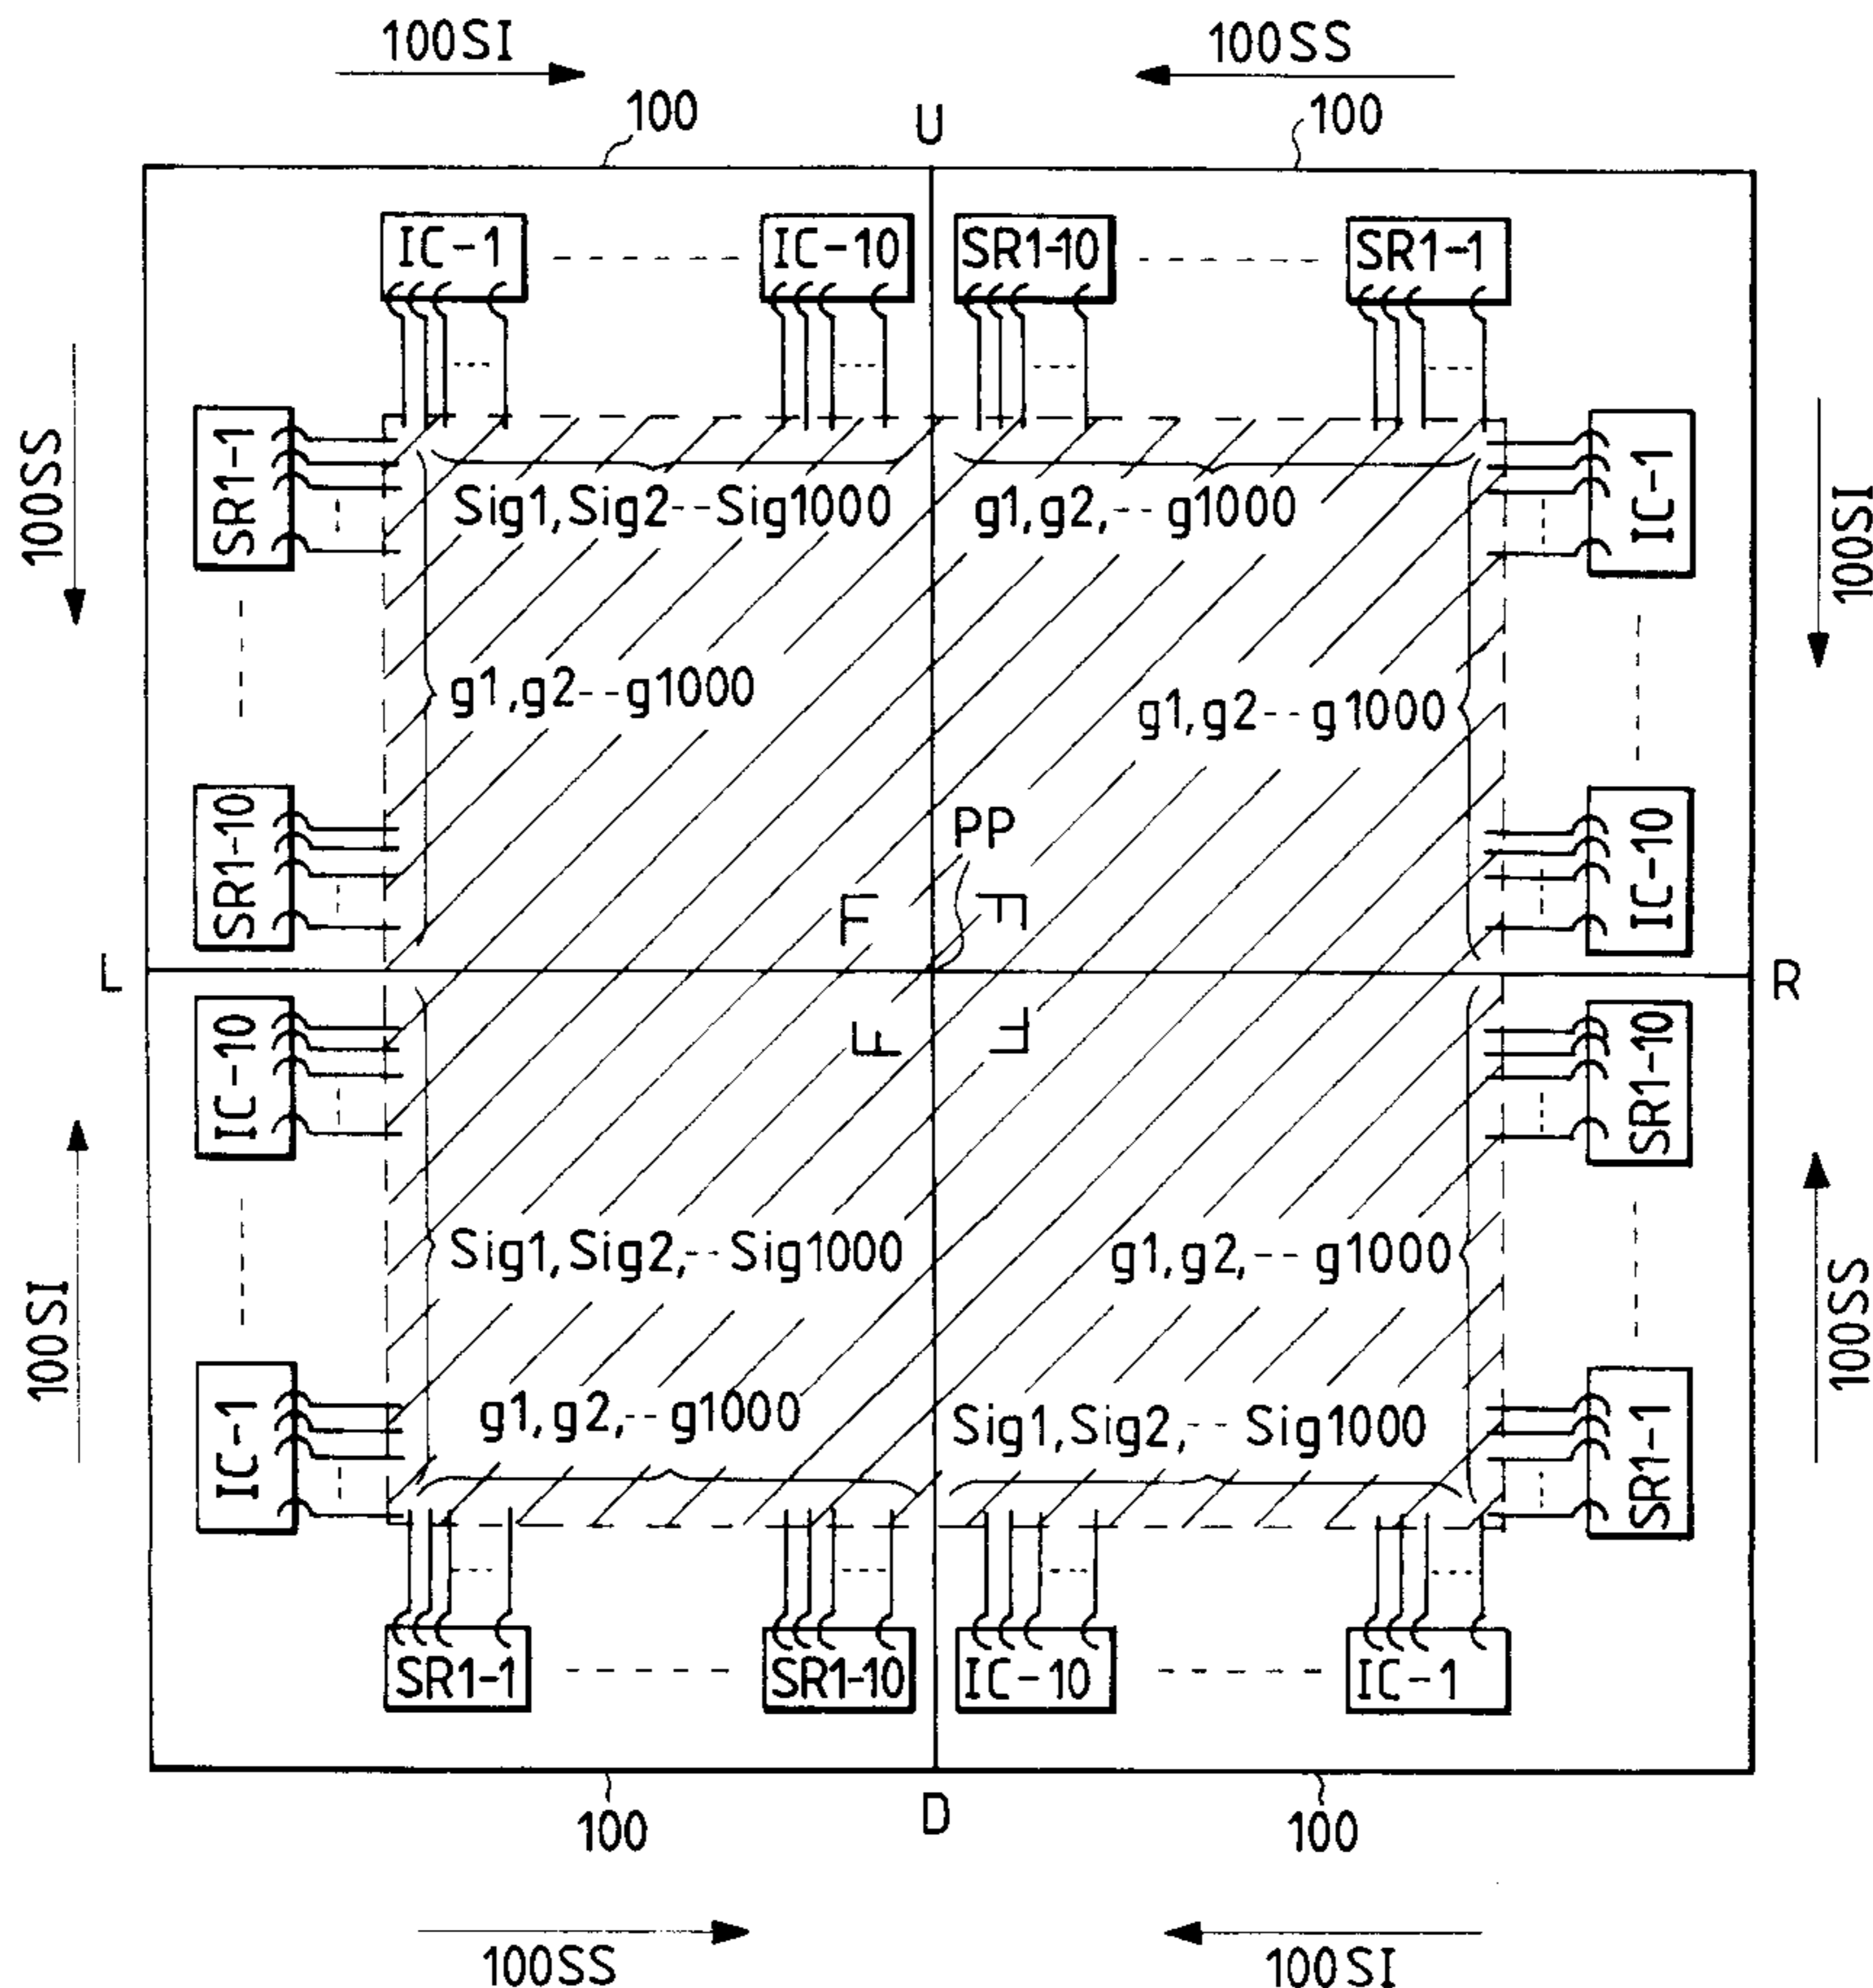 100SI
100SS
100
100
U
IC-1
IC-10
SR1-10
SR1-1
100SS
SR1-1
Sig1,Sig2--Sig1000
g1,g2,--g1000
IC-1
100SI
g1,g2--g1000
g1,g2--g1000
SR1-10
PP
IC-10
F
F
L
R
IC-10
F
F
SR1-10
Sig1,Sig2,--Sig1000
g1,g2,--g1000
100SI
100SS
IC-1
g1,g2,--g1000
Sig1,Sig2,--Sig1000
SR1-1
SR1-1
SR1-10
IC-10
IC-1
100
D
100
100SS
100SI